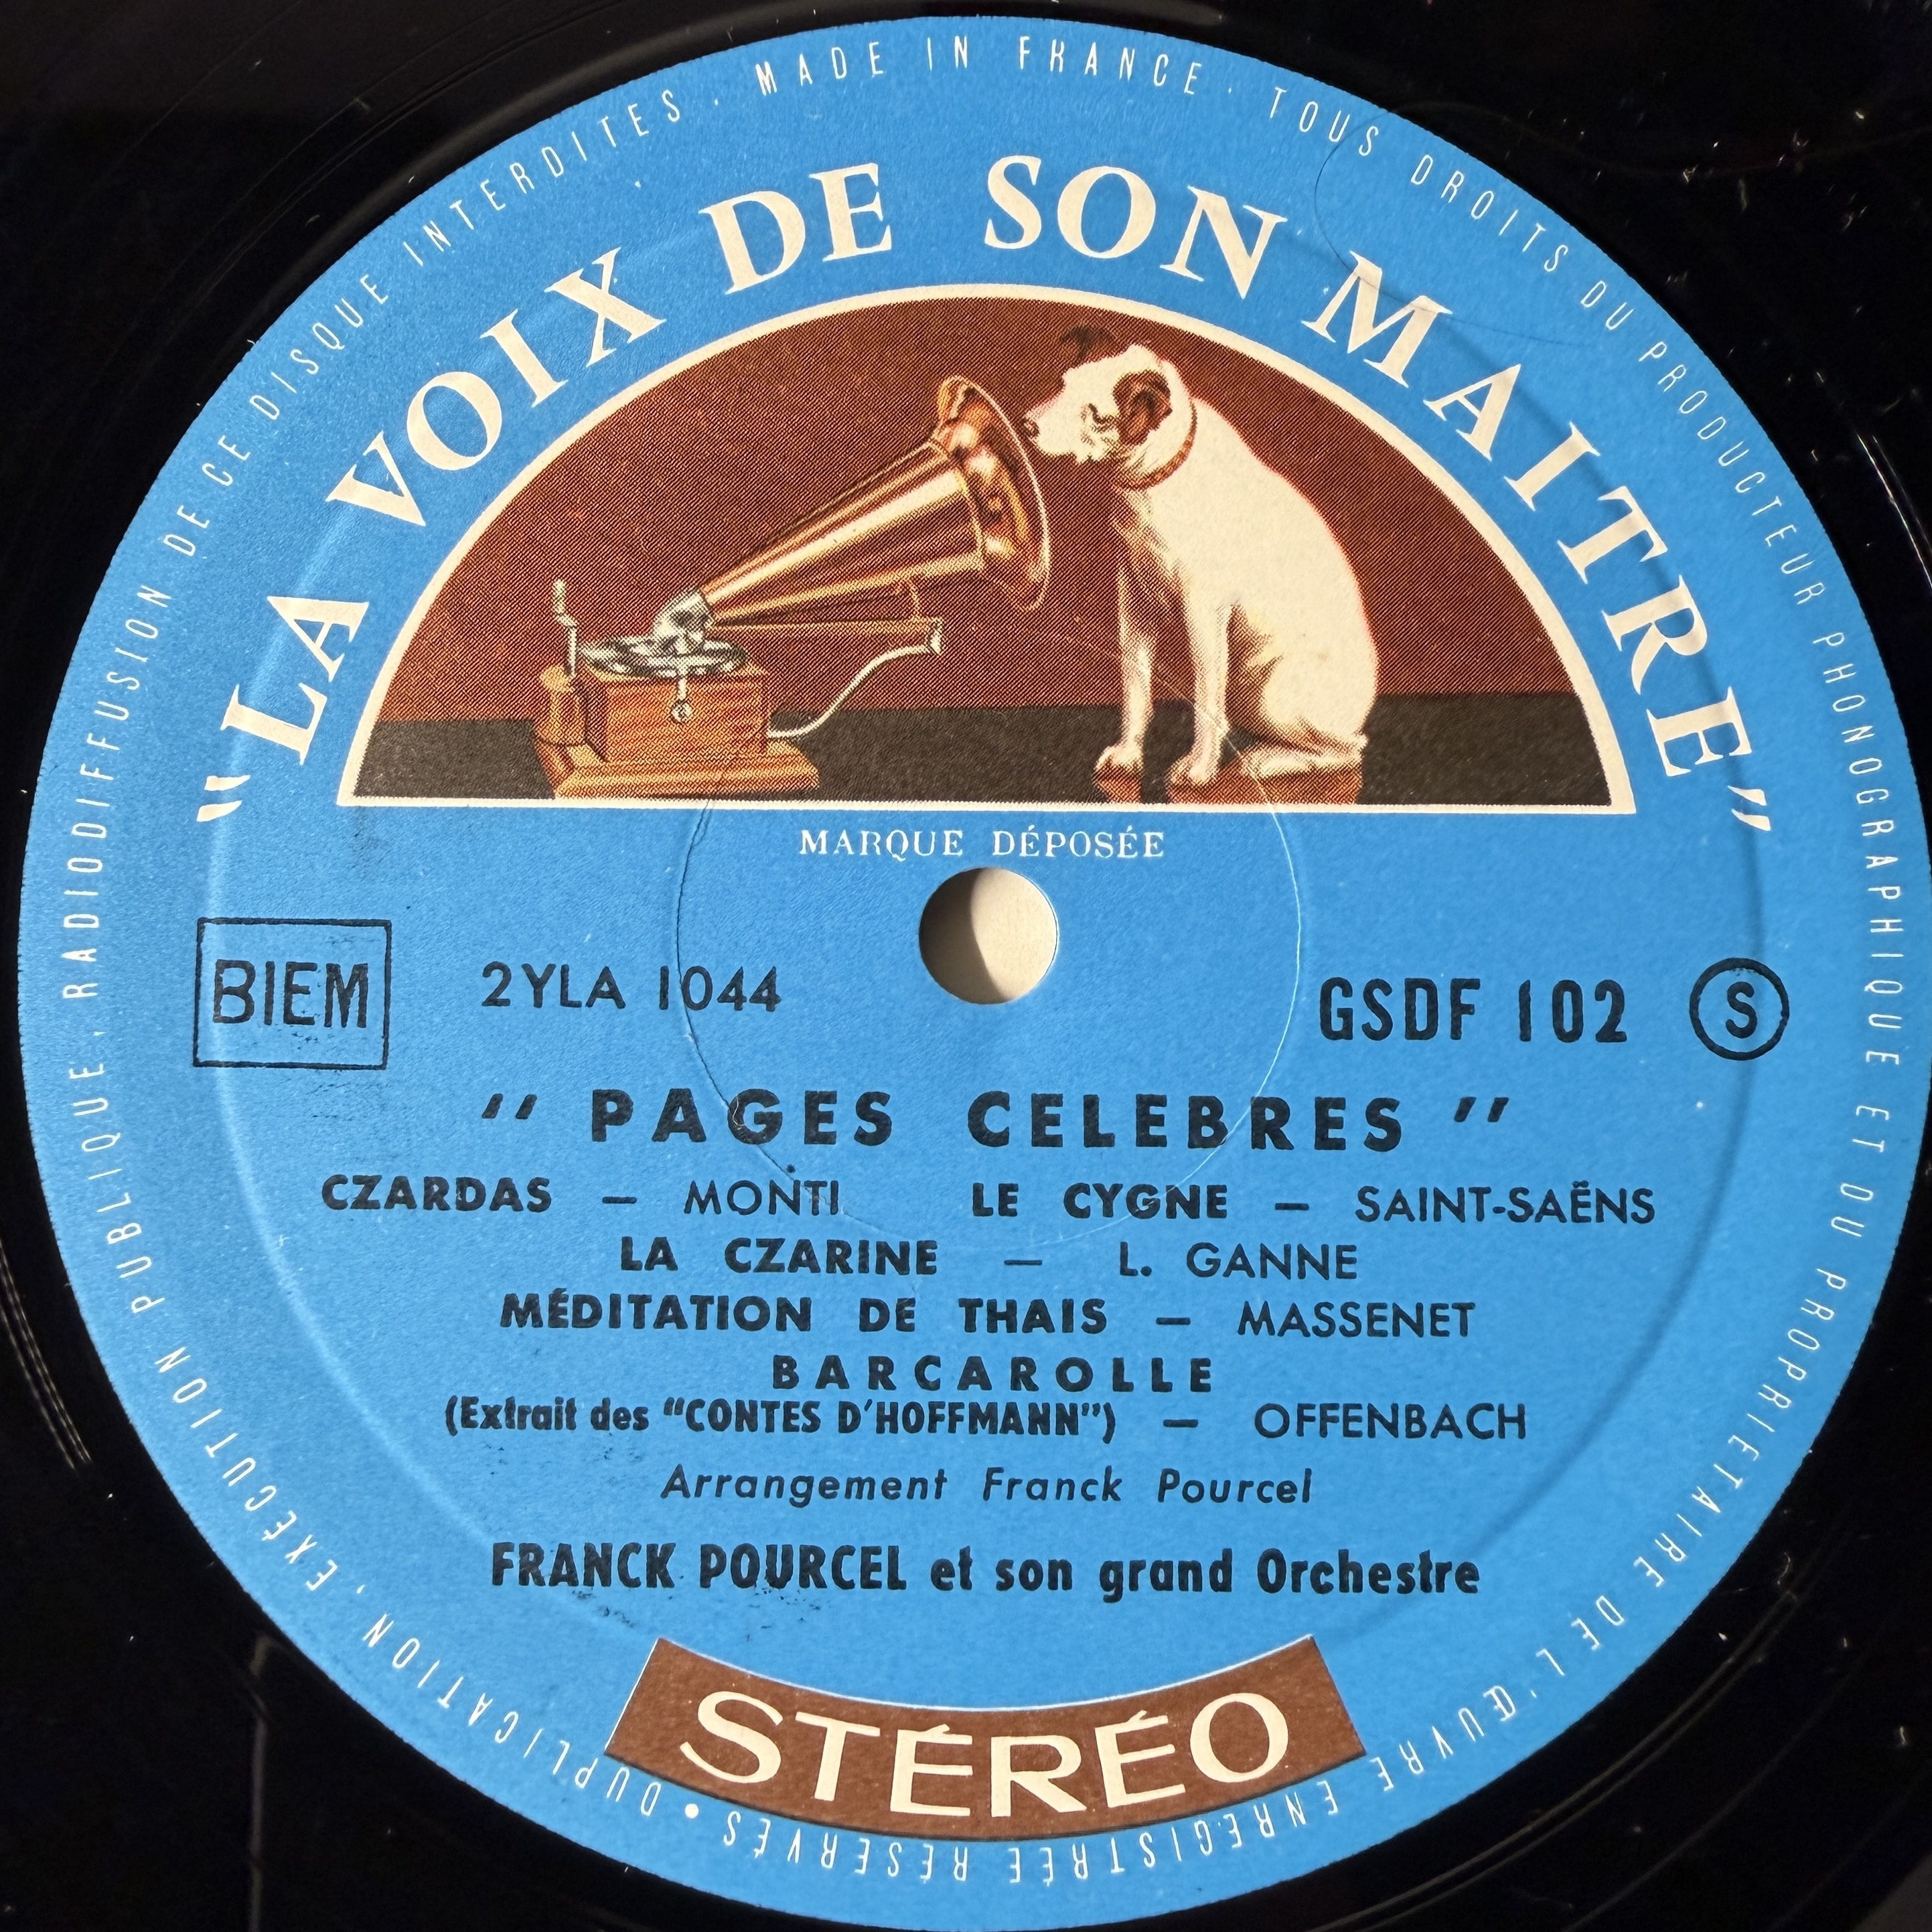 MADE IN FRANCE · TOUS DROITS DU PRODUCTEUR PHONOGRAPHIQUE ET DU PROPRIETAIRE DE L'ŒUVRE ENREGISTRÉE RÉSERVÉS • DUPLICATION, EXÉCUTION PUBLIQUE, RADIODIFFUSION DE CE DISQUE INTERDITES.
"LA VOIX DE SON MAITRE"
MARQUE DÉPOSÉE
BIEM 2YLA 1044 GSDF 102 S
" PAGES CELEBRES "
CZARDAS — MONTI LE CYGNE — SAINT-SAËNS
LA CZARINE — L. GANNE
MÉDITATION DE THAIS — MASSENET
BARCAROLLE
(Extrait des "CONTES D'HOFFMANN") — OFFENBACH
Arrangement Franck Pourcel
FRANCK POURCEL et son grand Orchestre
STÉRÉO